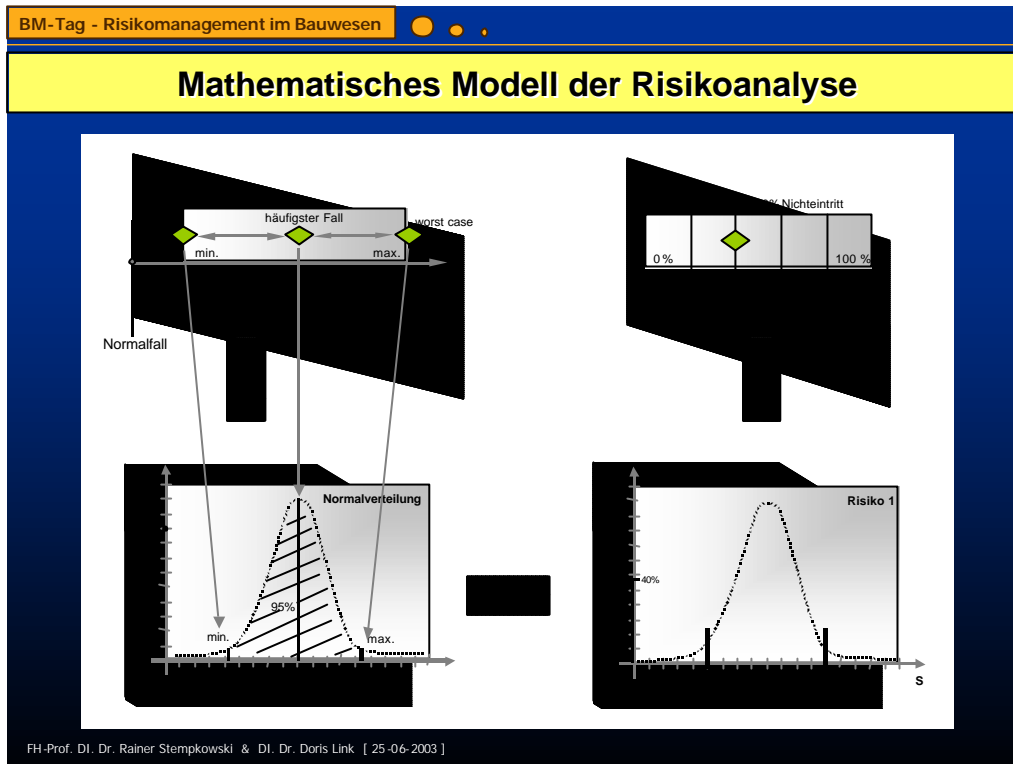 BM-Tag - Risikomanagement im Bauwesen
Mathematisches Modell der Risikoanalyse
häufigster Fall
worst case
min.
max.
Normalfall
% Nichteintritt
0 %
100 %
Normalverteilung
95%
min.
max.
Risiko 1
40%
S
FH-Prof. DI. Dr. Rainer Stempkowski & DI. Dr. Doris Link [ 25-06-2003 ]